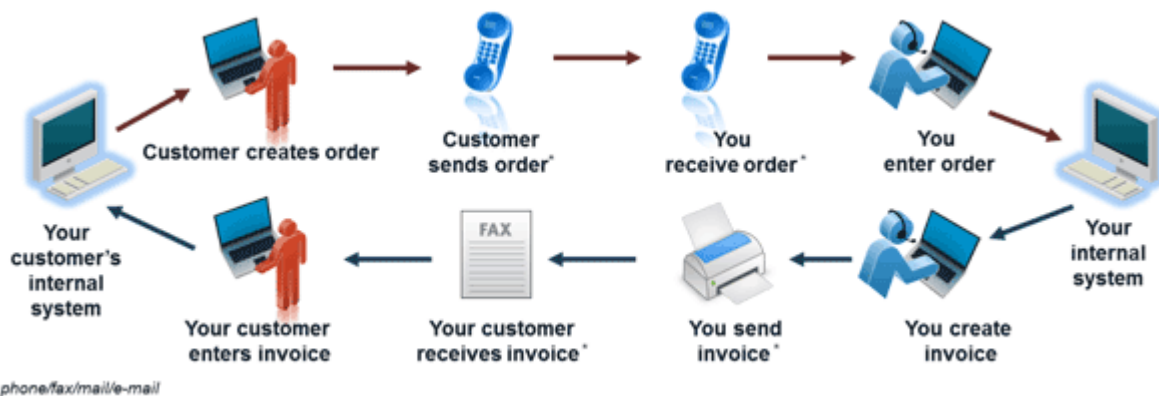 Customer creates order
Customer
sends order*
You
receive order*
You
enter order
Your
customer's
internal
system
FAX
Your customer
enters invoice
Your customer
receives invoice*
You send
invoice*
You create
invoice
Your
internal
system
phone/fax/mail/e-mail